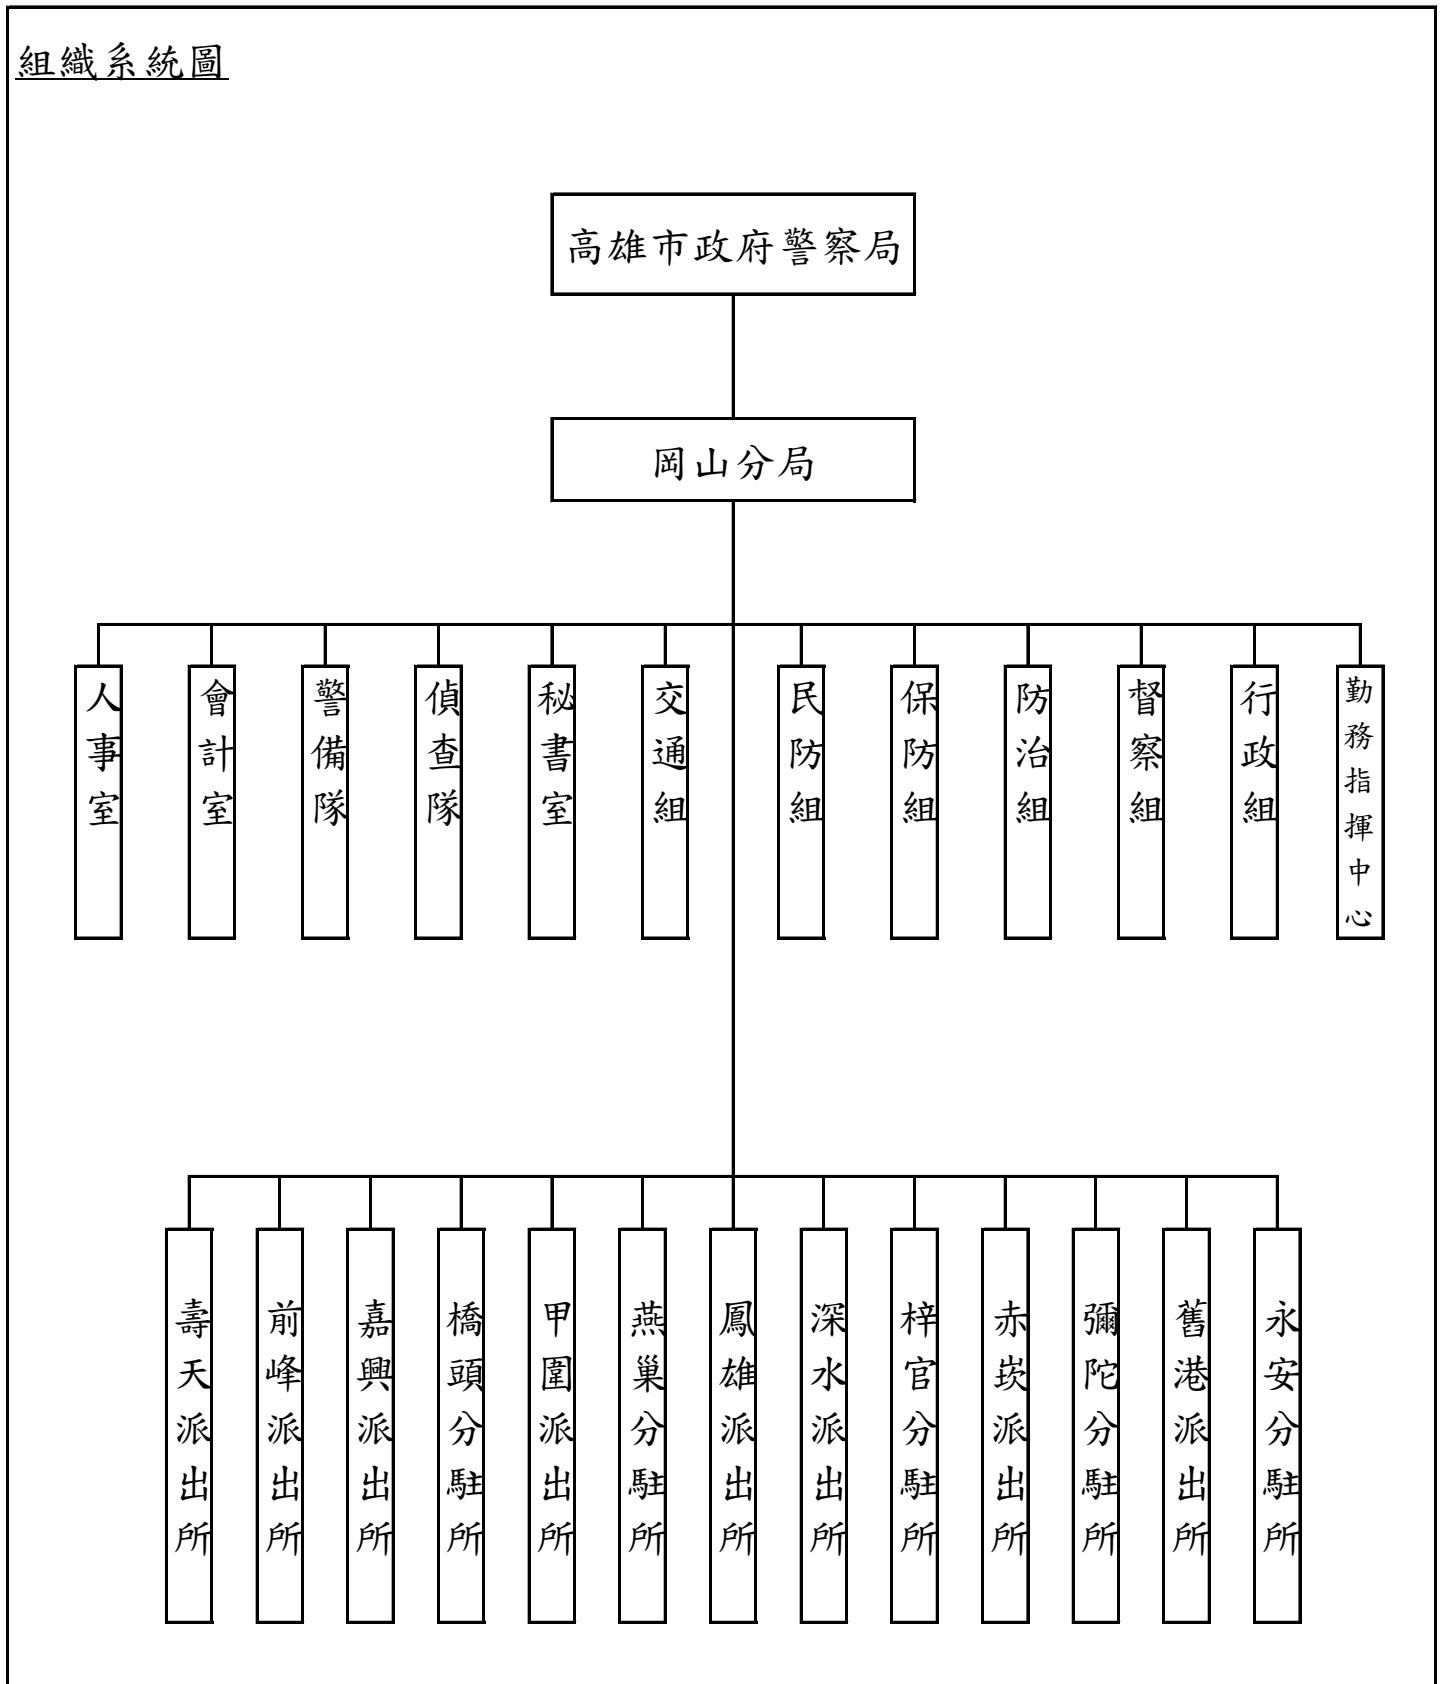 組織系統圖
高雄市政府警察局
岡山分局
人事室
會計室
警備隊
偵查隊
秘書室
交通組
民防組
保防組
防治組
督察組
行政組
勤務指揮中心
壽天派出所
前峰派出所
嘉興派出所
橋頭分駐所
甲圍派出所
燕巢分駐所
鳳雄派出所
深水派出所
梓官分駐所
赤崁派出所
彌陀分駐所
舊港派出所
永安分駐所